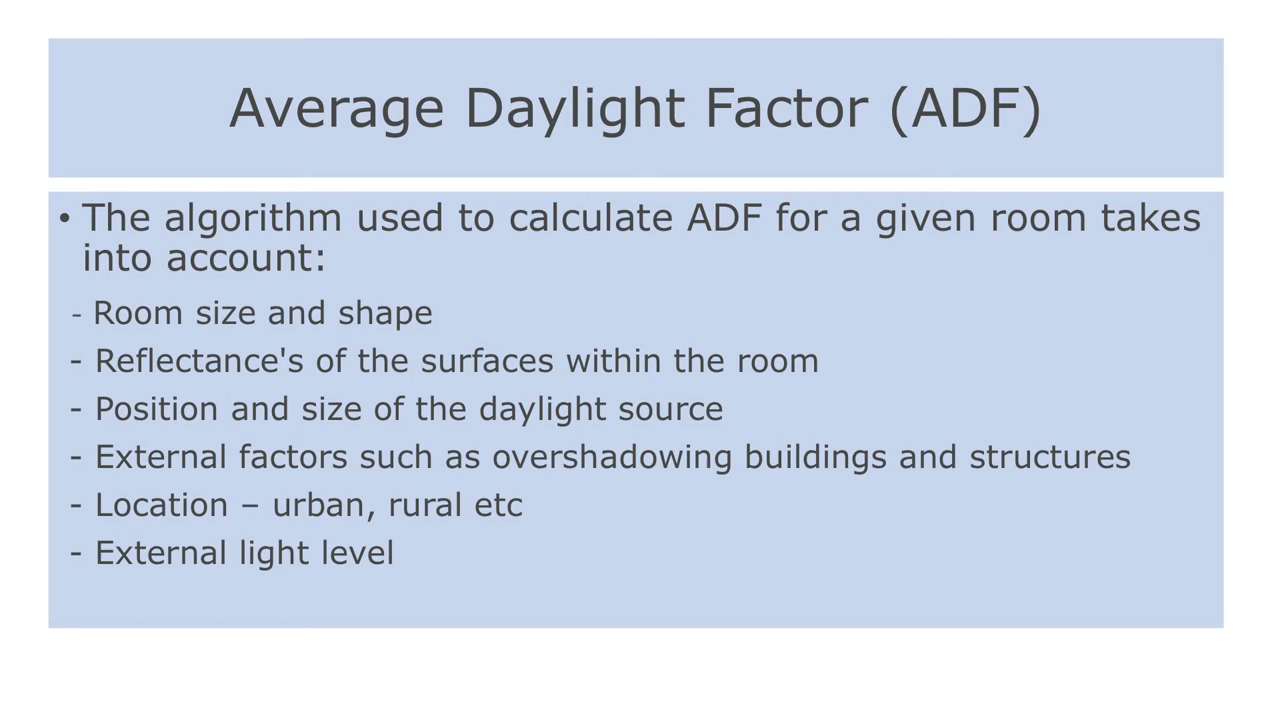 Average Daylight Factor (ADF)
• The algorithm used to calculate ADF for a given room takes
into account:
- Room size and shape
- Reflectance's of the surfaces within the room
- Position and size of the daylight source
- External factors such as overshadowing buildings and structures
- Location – urban, rural etc
- External light level